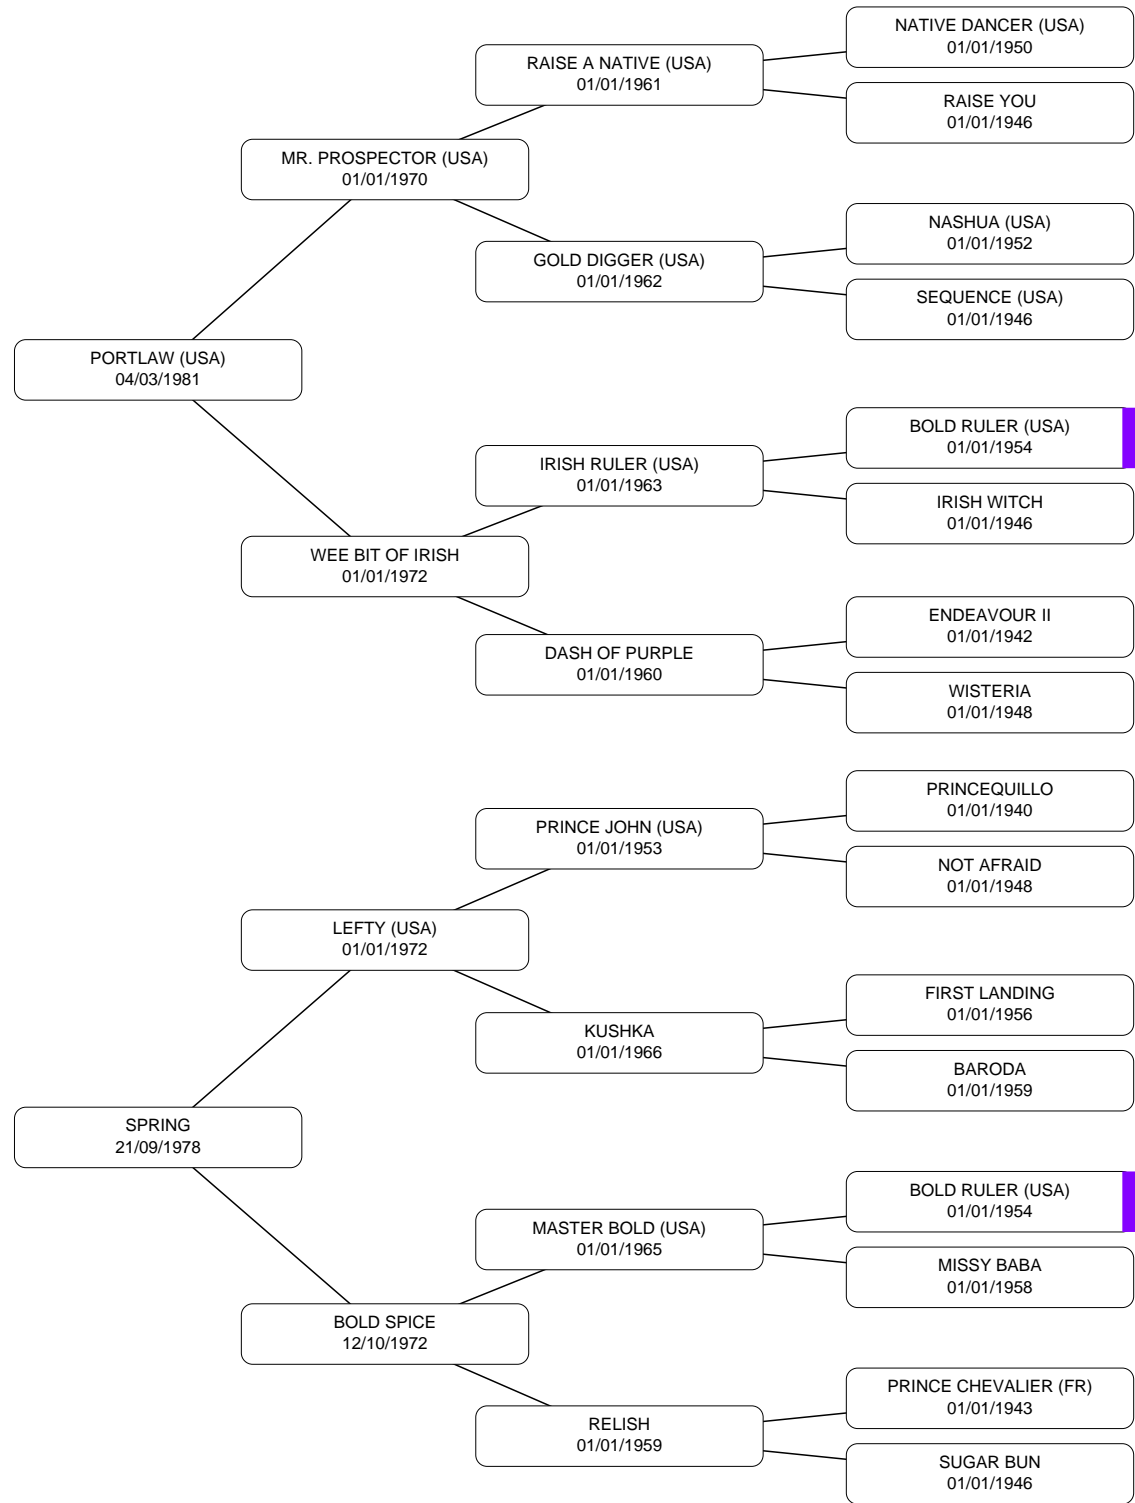 NATIVE DANCER (USA)
01/01/1950
RAISE A NATIVE (USA)
01/01/1961
RAISE YOU
01/01/1946
MR. PROSPECTOR (USA)
01/01/1970
NASHUA (USA)
01/01/1952
GOLD DIGGER (USA)
01/01/1962
SEQUENCE (USA)
01/01/1946
PORTLAW (USA)
04/03/1981
BOLD RULER (USA)
01/01/1954
IRISH RULER (USA)
01/01/1963
IRISH WITCH
01/01/1946
WEE BIT OF IRISH
01/01/1972
ENDEAVOUR II
01/01/1942
DASH OF PURPLE
01/01/1960
WISTERIA
01/01/1948
PRINCEQUILLO
01/01/1940
PRINCE JOHN (USA)
01/01/1953
NOT AFRAID
01/01/1948
LEFTY (USA)
01/01/1972
FIRST LANDING
01/01/1956
KUSHKA
01/01/1966
BARODA
01/01/1959
SPRING
21/09/1978
BOLD RULER (USA)
01/01/1954
MASTER BOLD (USA)
01/01/1965
MISSY BABA
01/01/1958
BOLD SPICE
12/10/1972
PRINCE CHEVALIER (FR)
01/01/1943
RELISH
01/01/1959
SUGAR BUN
01/01/1946